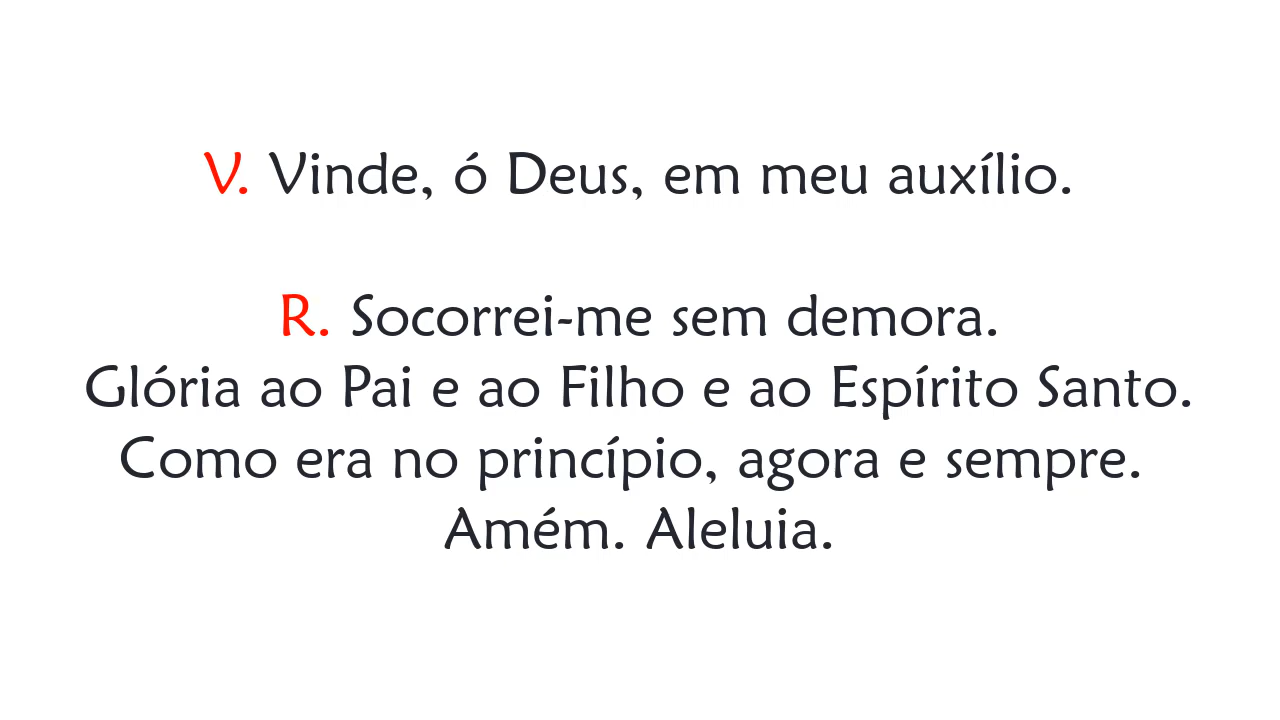 V. Vinde, ó Deus, em meu auxílio.
R. Socorrei-me sem demora.
Glória ao Pai e ao Filho e ao Espírito Santo.
Como era no princípio, agora e sempre.
Amém. Aleluia.